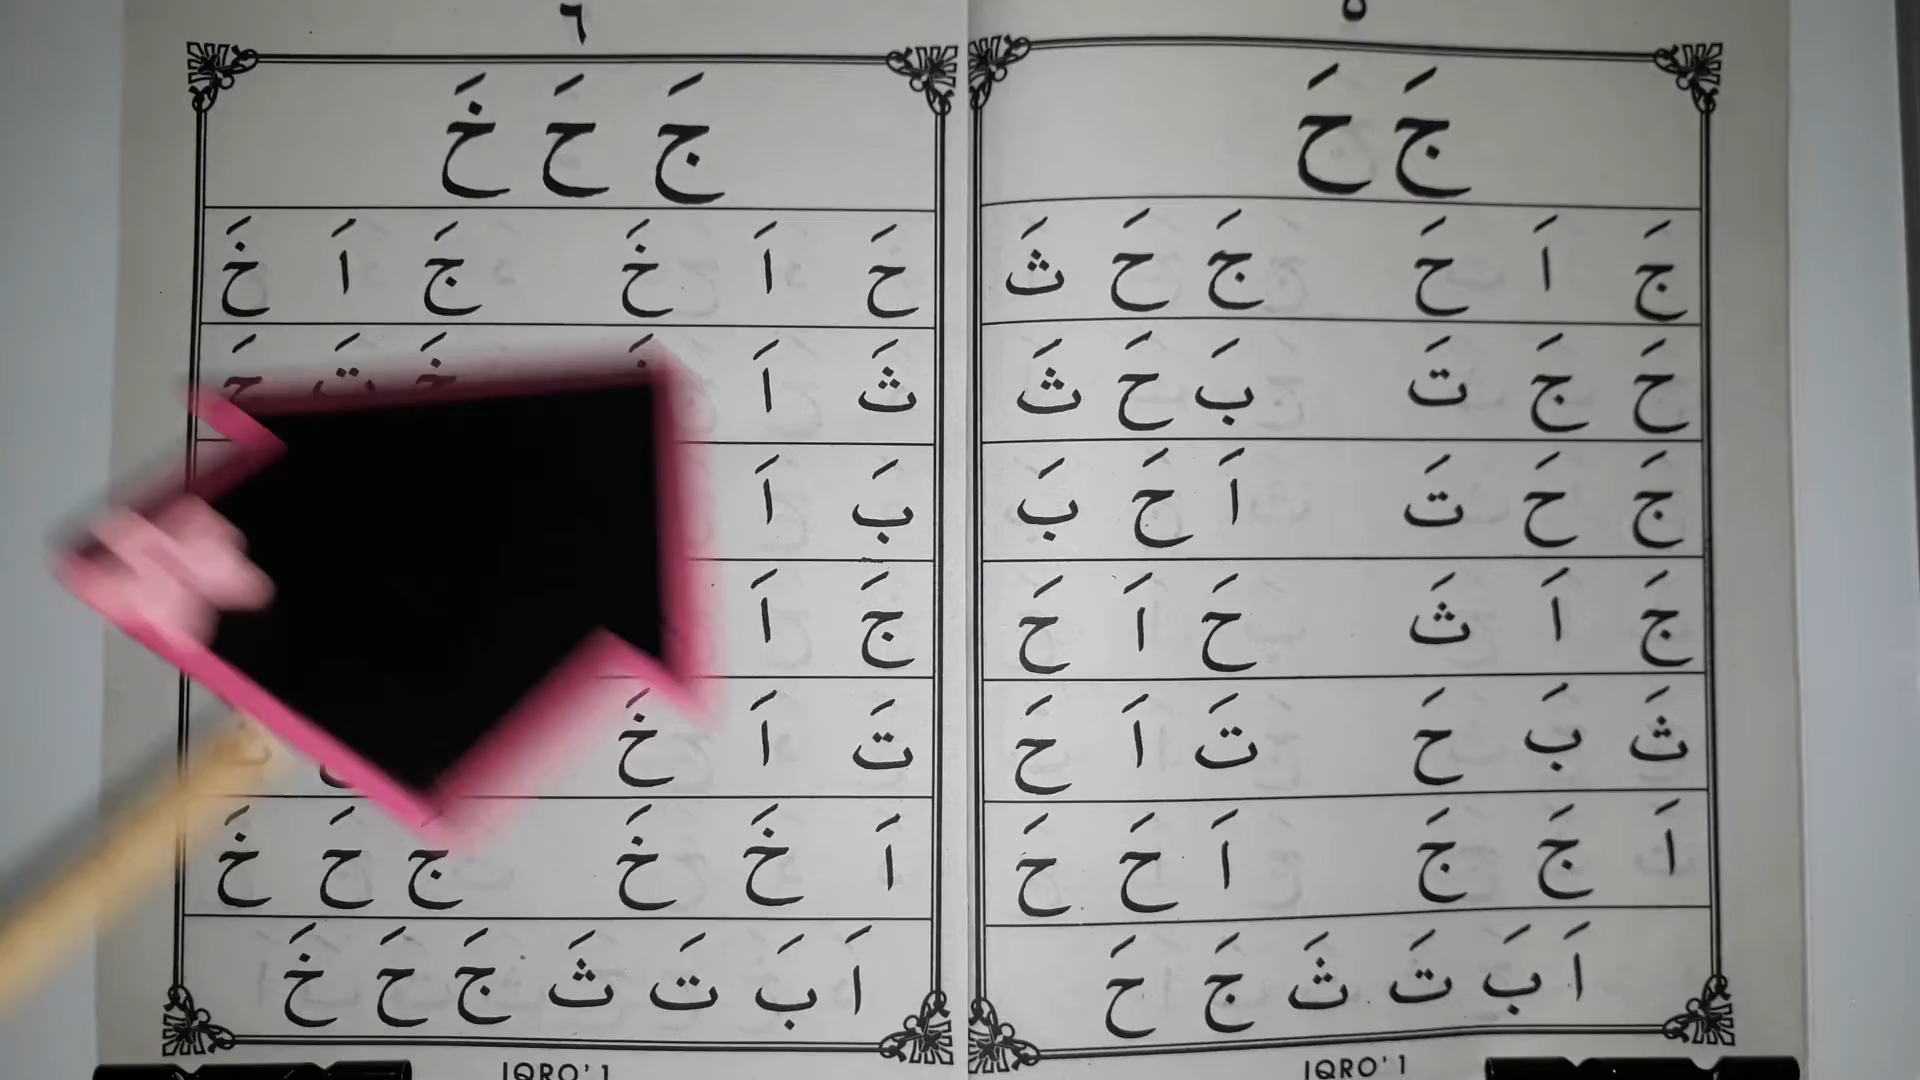 ٥
جَ حَ
جَ اَ حَ جَ حَ ثَ
حَ جَ تَ بَ حَ ثَ
جَ حَ تَ اَ جَ بَ
جَ اَ ثَ حَ اَ حَ
ثَ بَ حَ تَ اَ حَ
اَ جَ جَ اَ حَ حَ
اَ بَ تَ ثَ جَ حَ
IQRO' 1
٦
جَ حَ خَ
حَ اَ خَ جَ اَ خَ
ثَ اَ خَ خَ تَ حَ
بَ اَ
جَ اَ
تَ اَ خَ
اَ خَ خَ جَ حَ خَ
اَ بَ تَ ثَ جَ حَ خَ
IQRO' 1